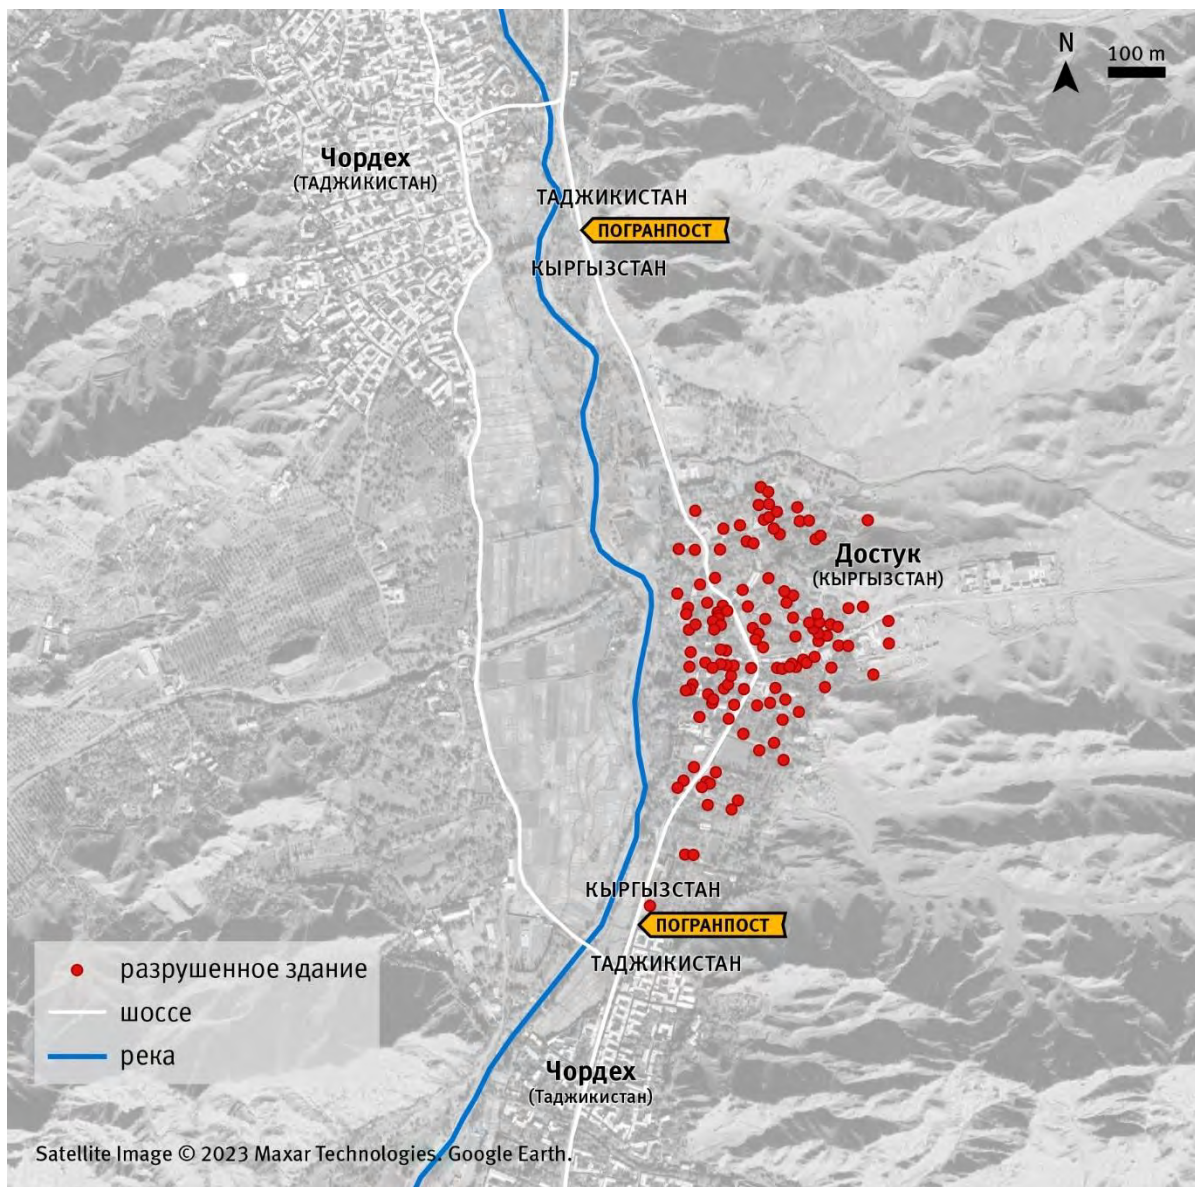 N
100 m
Чордех
(ТАДЖИКИСТАН)
ТАДЖИКИСТАН
ПОГРАНПОСТ
КЫРГЫЗСТАН
Достук
(КЫРГЫЗСТАН)
КЫРГЫЗСТАН
ПОГРАНПОСТ
ТАДЖИКИСТАН
разрушенное здание
шоссе
река
Чордех
(Таджикистан)
Satellite Image © 2023 Maxar Technologies. Google Earth.